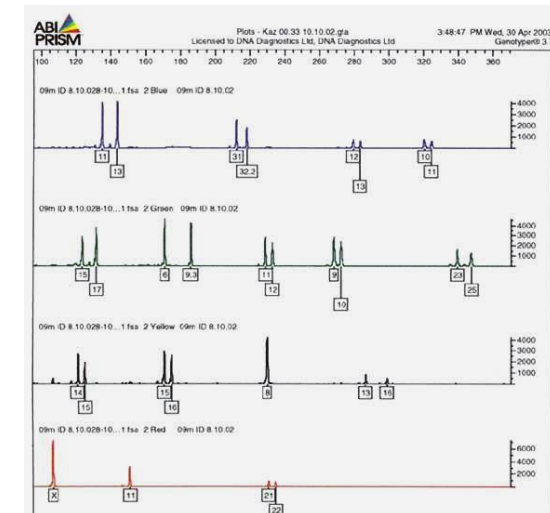 ABI
PRISM
Plots - Kaz 00.33 10.10.02.gta
3:48:47 PM Wed, 30 Apr 2003
Licensed to DNA Diagnostics Ltd, DNA Diagnostics Ltd
Genotyper® 3.
100 120 140 160 180 200 220 240 260 280 300 320 340 360
09m ID 8.10.028-10...1.fsa 2 Blue 09m ID 8.10.02
4000
3000
2000
1000
11 31 12 10
13 32.2 13 11
09m ID 8.10.028-10...1.fsa 2 Green 09m ID 8.10.02
4000
3000
2000
1000
15 6 9.3 11 9 23
17 12 10 25
09m ID 8.10.028-10...1.fsa 2 Yellow 09m ID 8.10.02
4000
3000
2000
1000
14 15 8 13 16
15 16
09m ID 8.10.028-10...1.fsa 2 Red 09m ID 8.10.02
6000
4000
2000
X 11 21
22